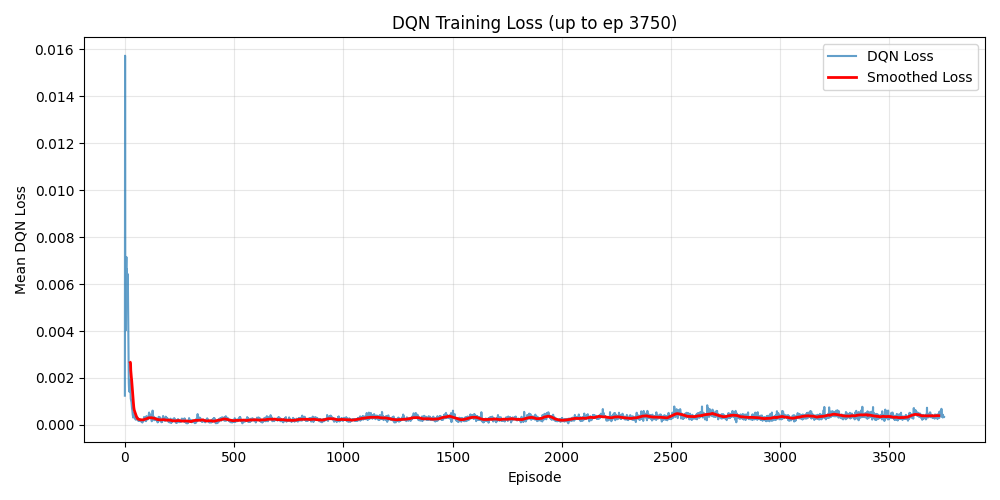 DQN Training Loss (up to ep 3750)
DQN Loss
Smoothed Loss
Mean DQN Loss
0.016
0.014
0.012
0.010
0.008
0.006
0.004
0.002
0.000
0 500 1000 1500 2000 2500 3000 3500
Episode